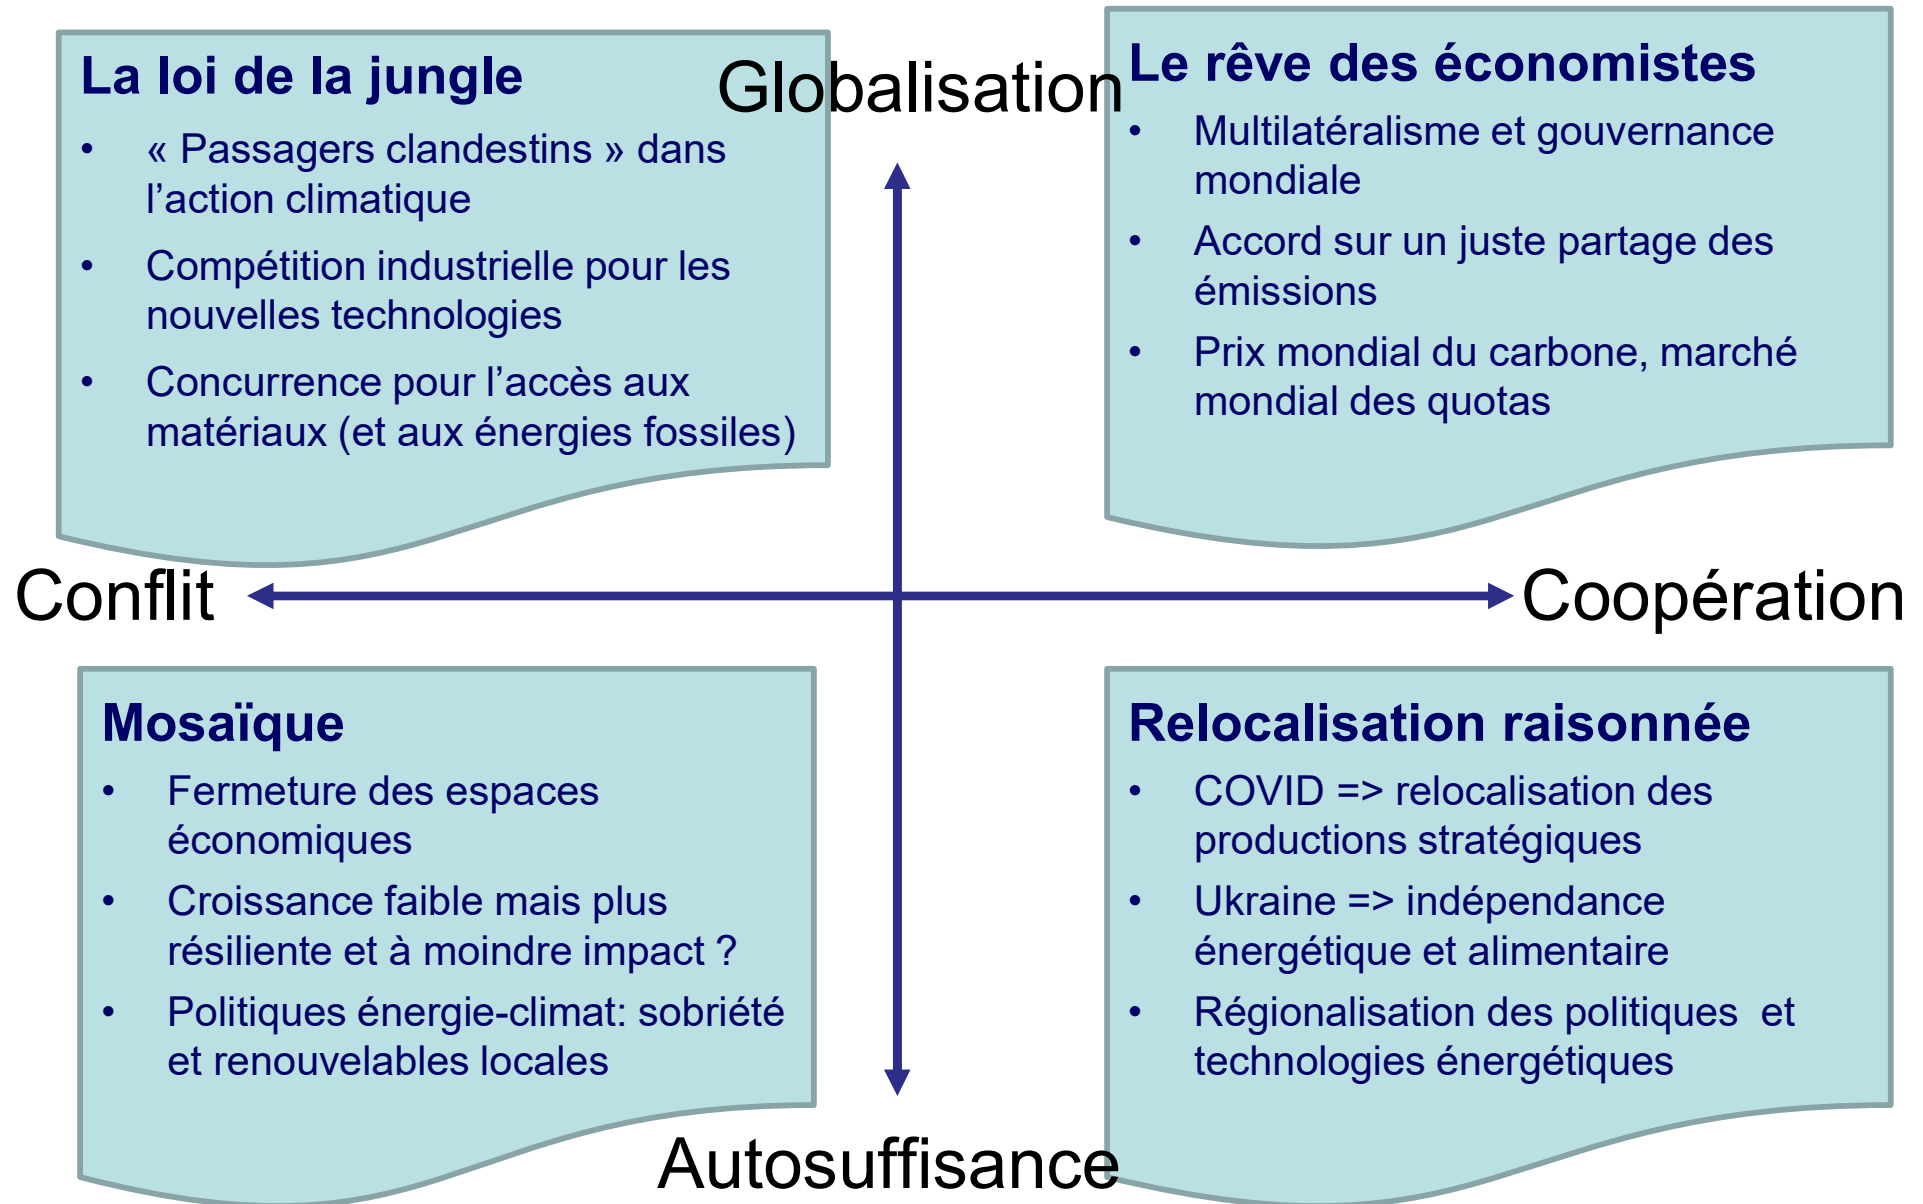 La loi de la jungle
• « Passagers clandestins » dans
l’action climatique
• Compétition industrielle pour les
nouvelles technologies
• Concurrence pour l’accès aux
matériaux (et aux énergies fossiles)
Globalisation
Le rêve des économistes
• Multilatéralisme et gouvernance
mondiale
• Accord sur un juste partage des
émissions
• Prix mondial du carbone, marché
mondial des quotas
Conflit
Coopération
Mosaïque
• Fermeture des espaces
économiques
• Croissance faible mais plus
résiliente et à moindre impact ?
• Politiques énergie-climat: sobriété
et renouvelables locales
Relocalisation raisonnée
• COVID => relocalisation des
productions stratégiques
• Ukraine => indépendance
énergétique et alimentaire
• Régionalisation des politiques  et
technologies énergétiques
Autosuffisance